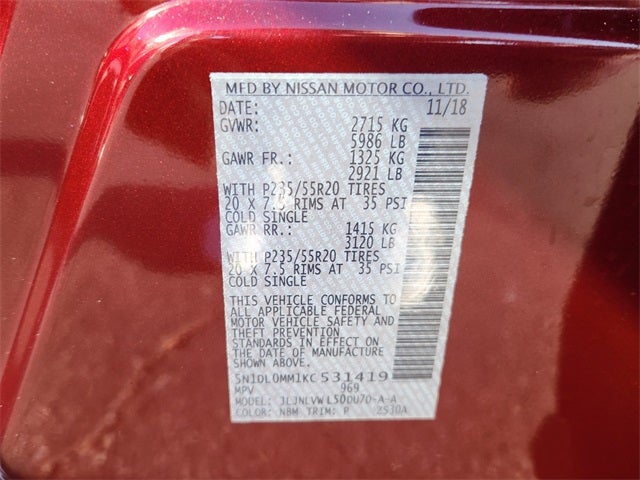 MFD BY NISSAN MOTOR CO., LTD.
DATE: 11/18
GVWR: 2715 KG
5986 LB
GAWR FR.: 1325 KG
2921 LB
WITH P235/55R20 TIRES
20 X 7.5 RIMS AT 35 PSI
COLD SINGLE
GAWR RR.: 1415 KG
3120 LB
WITH P235/55R20 TIRES
20 X 7.5 RIMS AT 35 PSI
COLD SINGLE
THIS VEHICLE CONFORMS TO
ALL APPLICABLE FEDERAL
MOTOR VEHICLE SAFETY AND
THEFT PREVENTION
STANDARDS IN EFFECT ON
THE DATE OF MANUFACTURE
SHOWN ABOVE.
5N1DL0MM1KC531419
MPV 969
MODEL: JLJNLVWL50DU70-A-A
COLOR: NBM TRIM: P 2530A